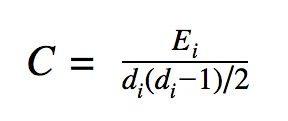 C = E_i / d_i(d_i−1)/2